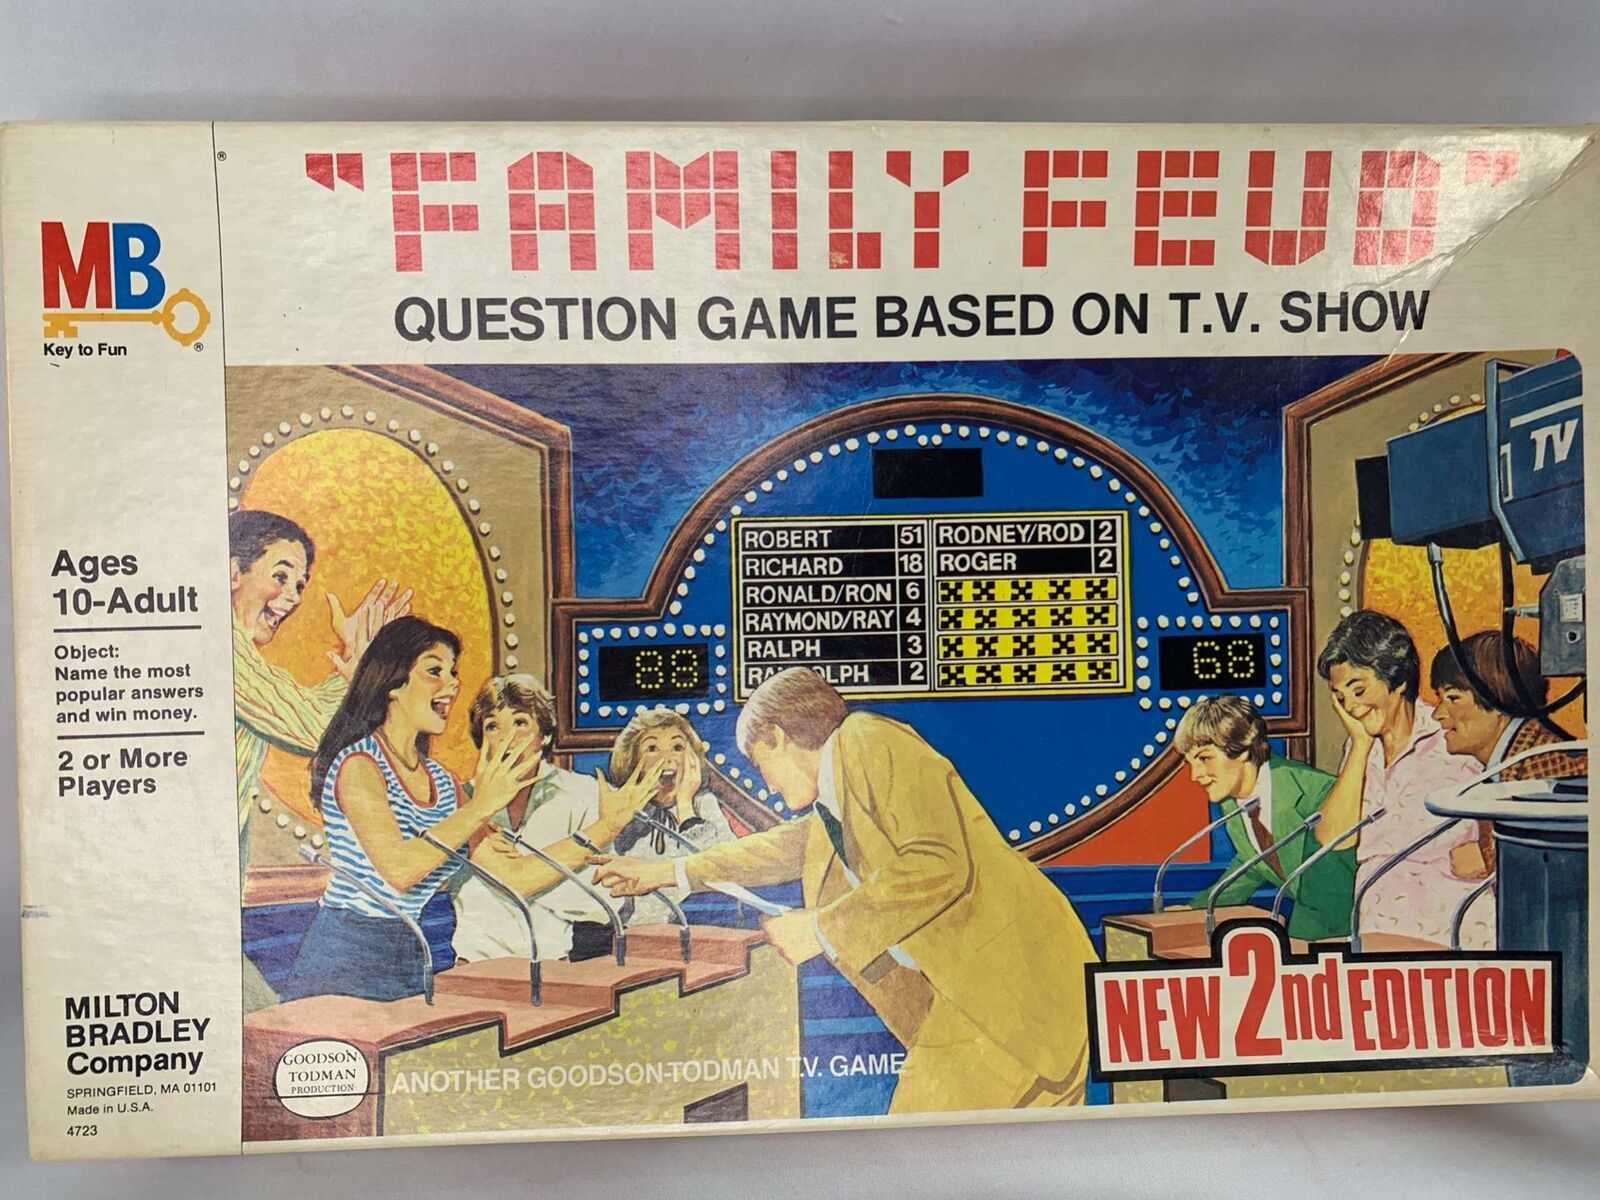 "FAMILY FEUD"
®
QUESTION GAME BASED ON T.V. SHOW
MB
Key to Fun
®
Ages
10-Adult
Object:
Name the most
popular answers
and win money.
2 or More
Players
MILTON
BRADLEY
Company
SPRINGFIELD, MA 01101
Made in U.S.A.
4723
ROBERT 51
RICHARD 18
RONALD/RON 6
RAYMOND/RAY 4
RALPH 3
RA OLPH 2
RODNEY/ROD 2
ROGER 2
88
68
TV
NEW 2nd EDITION
GOODSON-
TODMAN
PRODUCTION
ANOTHER GOODSON-TODMAN T.V. GAME